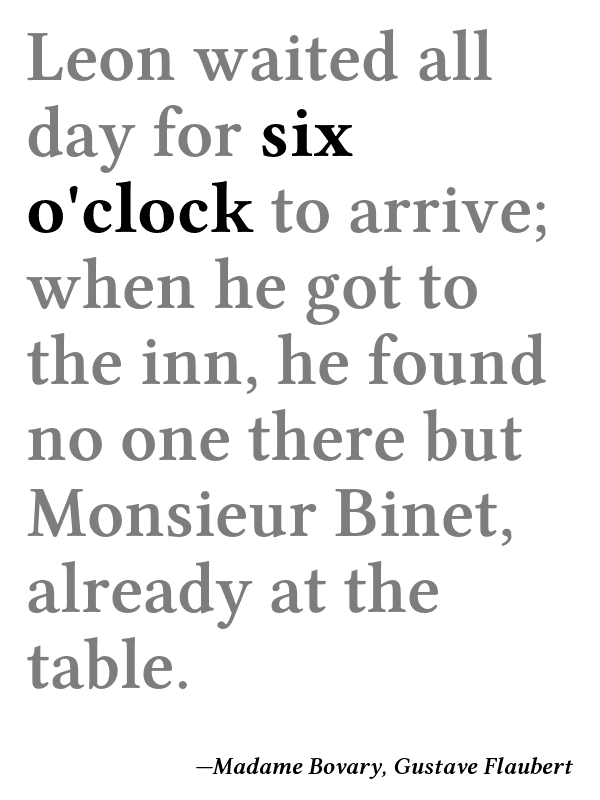 Leon waited all
day for six
o'clock to arrive;
when he got to
the inn, he found
no one there but
Monsieur Binet,
already at the
table.
—Madame Bovary, Gustave Flaubert